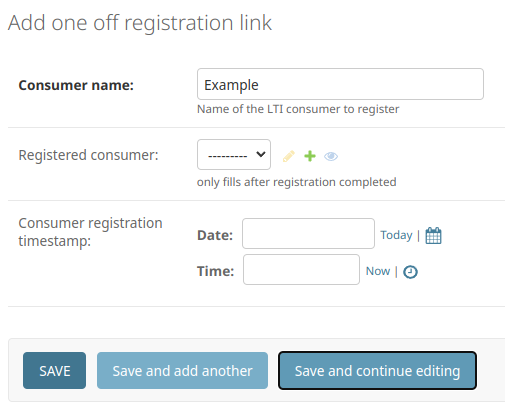 Add one off registration link
Consumer name: Example
Name of the LTI consumer to register
Registered consumer: ---------
only fills after registration completed
Consumer registration timestamp:
Date: Today |
Time: Now |
SAVE Save and add another Save and continue editing